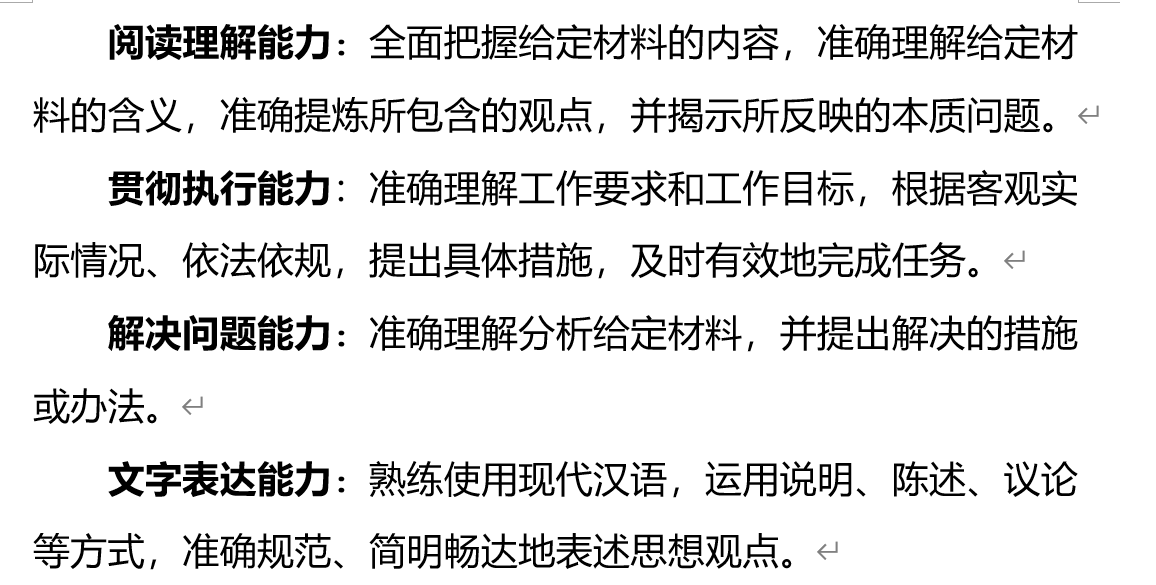 阅读理解能力：全面把握给定材料的内容，准确理解给定材
料的含义，准确提炼所包含的观点，并揭示所反映的本质问题。
贯彻执行能力：准确理解工作要求和工作目标，根据客观实
际情况、依法依规，提出具体措施，及时有效地完成任务。
解决问题能力：准确理解分析给定材料，并提出解决的措施
或办法。
文字表达能力：熟练使用现代汉语，运用说明、陈述、议论
等方式，准确规范、简明畅达地表述思想观点。